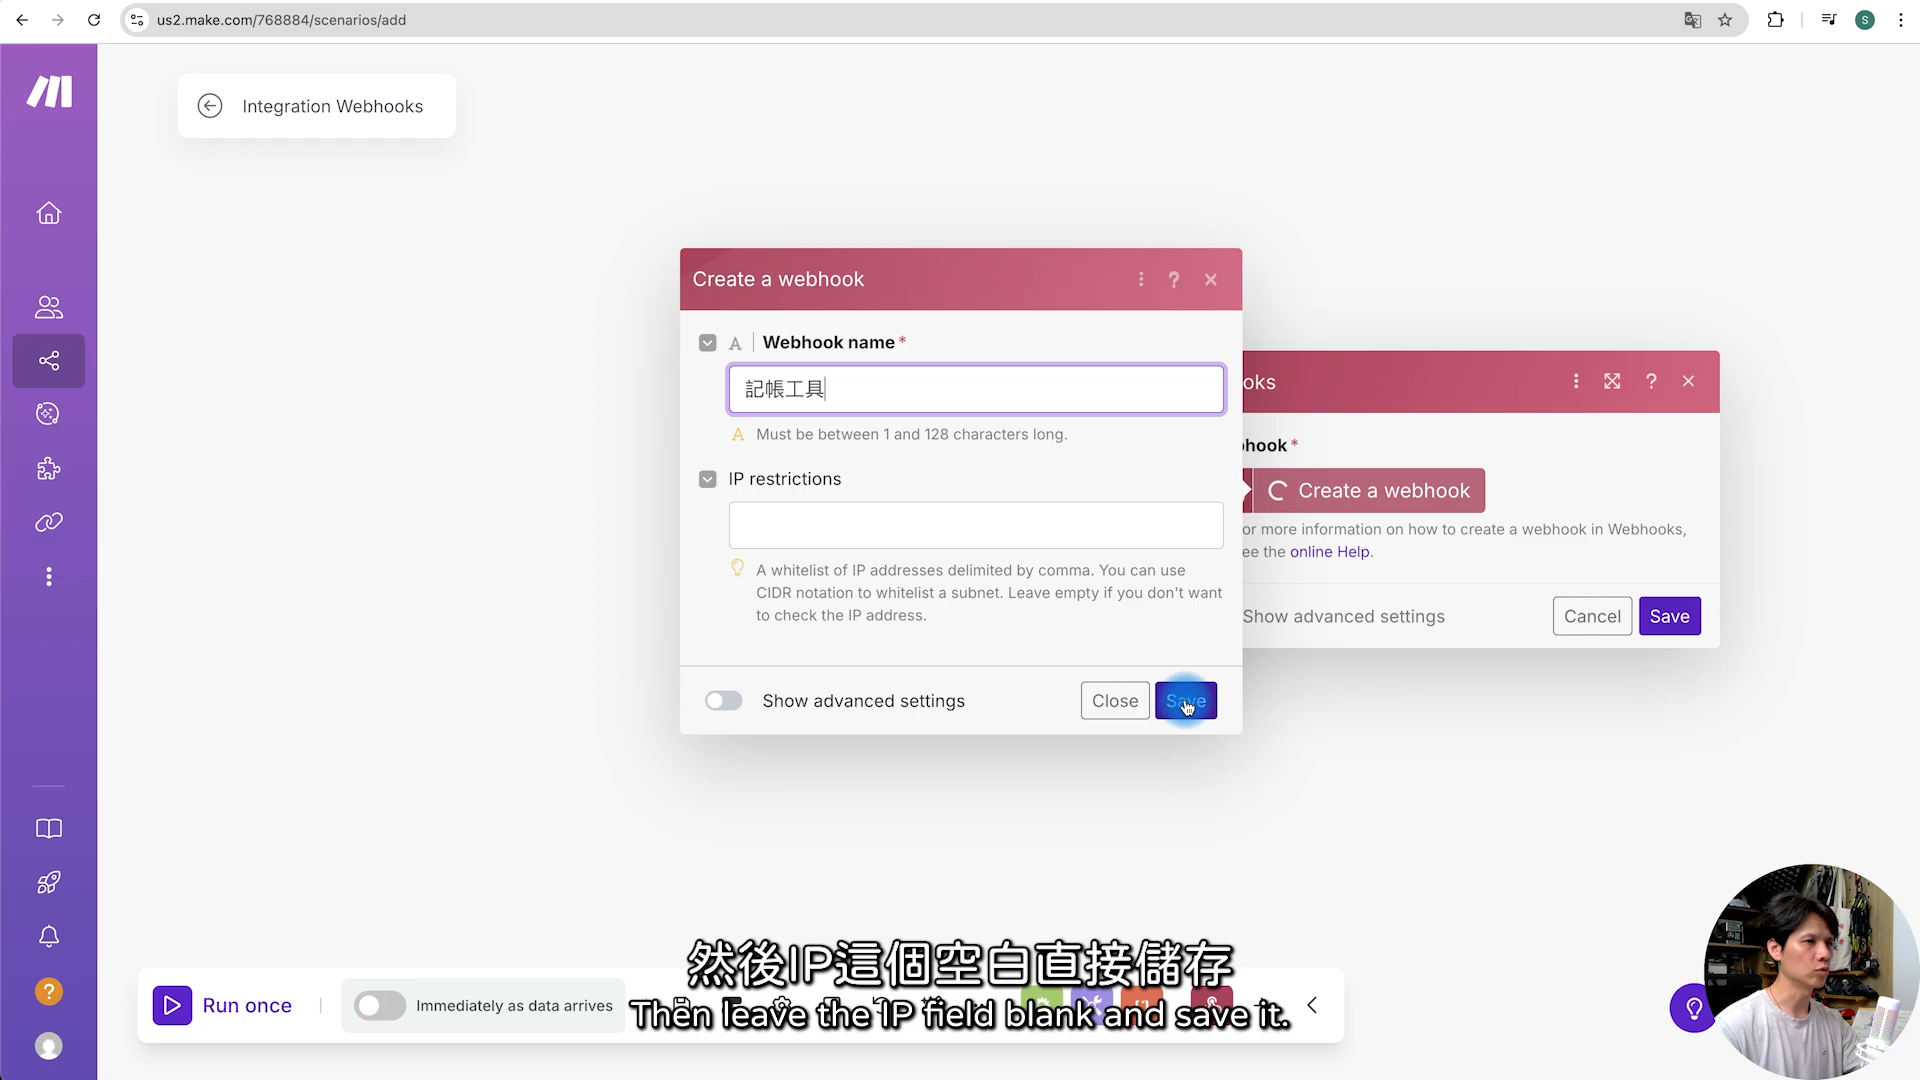 us2.make.com/768884/scenarios/add
S
Integration Webhooks
Create a webhook
?
A
Webhook name *
記帳工具
A Must be between 1 and 128 characters long.
IP restrictions
A whitelist of IP addresses delimited by comma. You can use
CIDR notation to whitelist a subnet. Leave empty if you don't want
to check the IP address.
Show advanced settings
Close
Save
oks
?
hook *
Create a webhook
or more information on how to create a webhook in Webhooks,
ee the online Help.
Show advanced settings
Cancel
Save
?
Run once
Immediately as data arrives
然後IP這個空白直接儲存
Then leave the IP field blank and save it.